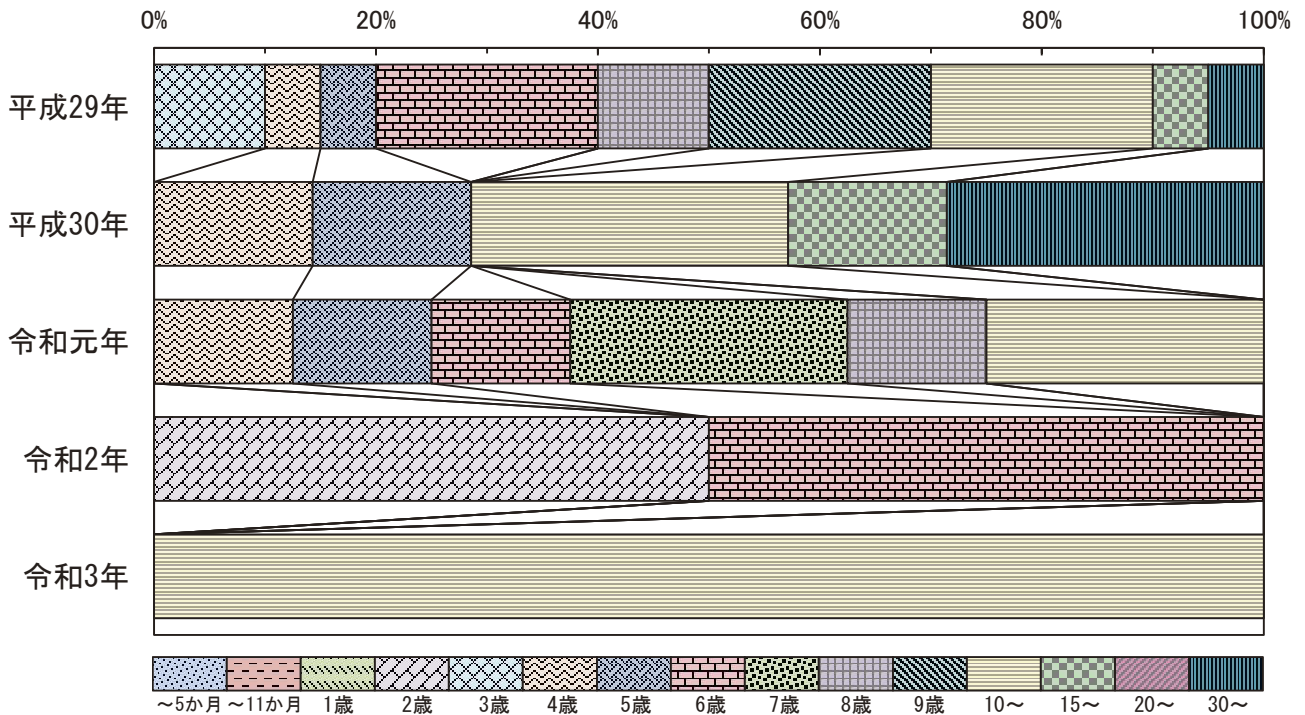 0% 20% 40% 60% 80% 100%
平成29年
平成30年
令和元年
令和2年
令和3年
～5か月 ～11か月 1歳 2歳 3歳 4歳 5歳 6歳 7歳 8歳 9歳 10～ 15～ 20～ 30～